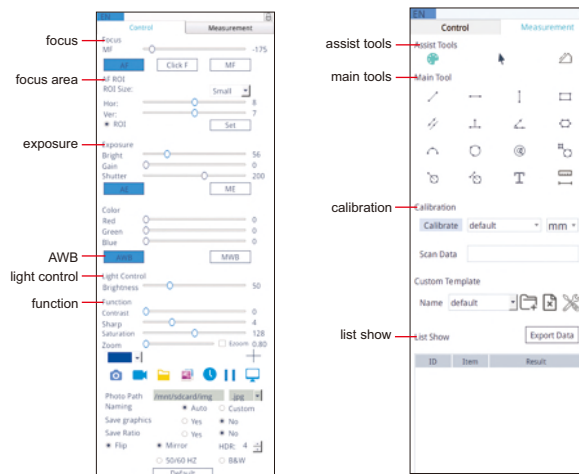 EN
Control Measurement
focus
Focus
MF -175
AF Click F MF
focus area
AF ROI
ROI Size: Small
Hor: 8
Ver: 7
ROI Set
exposure
Exposure
Bright 56
Gain 0
Shutter 200
AE ME
Color
Red 0
Green 0
Blue 0
AWB
AWB MWB
light control
Light Control
Brightness 50
function
Function
Contrast 0
Sharp 4
Saturation 128
Zoom Ezoom 0.80
Photo Path /mnt/sdcard/img .jpg
Naming Auto Custom
Save graphics Yes No
Save Ratio Yes No
Flip Mirror HDR: 4
50/60 HZ B&W
Default
EN
Control Measurement
assist tools
Assist Tools
main tools
Main Tool
T
calibration
Calibration
Calibrate default mm
Scan Data
Custom Template
Name default
list show
List Show Export Data
ID Item Result